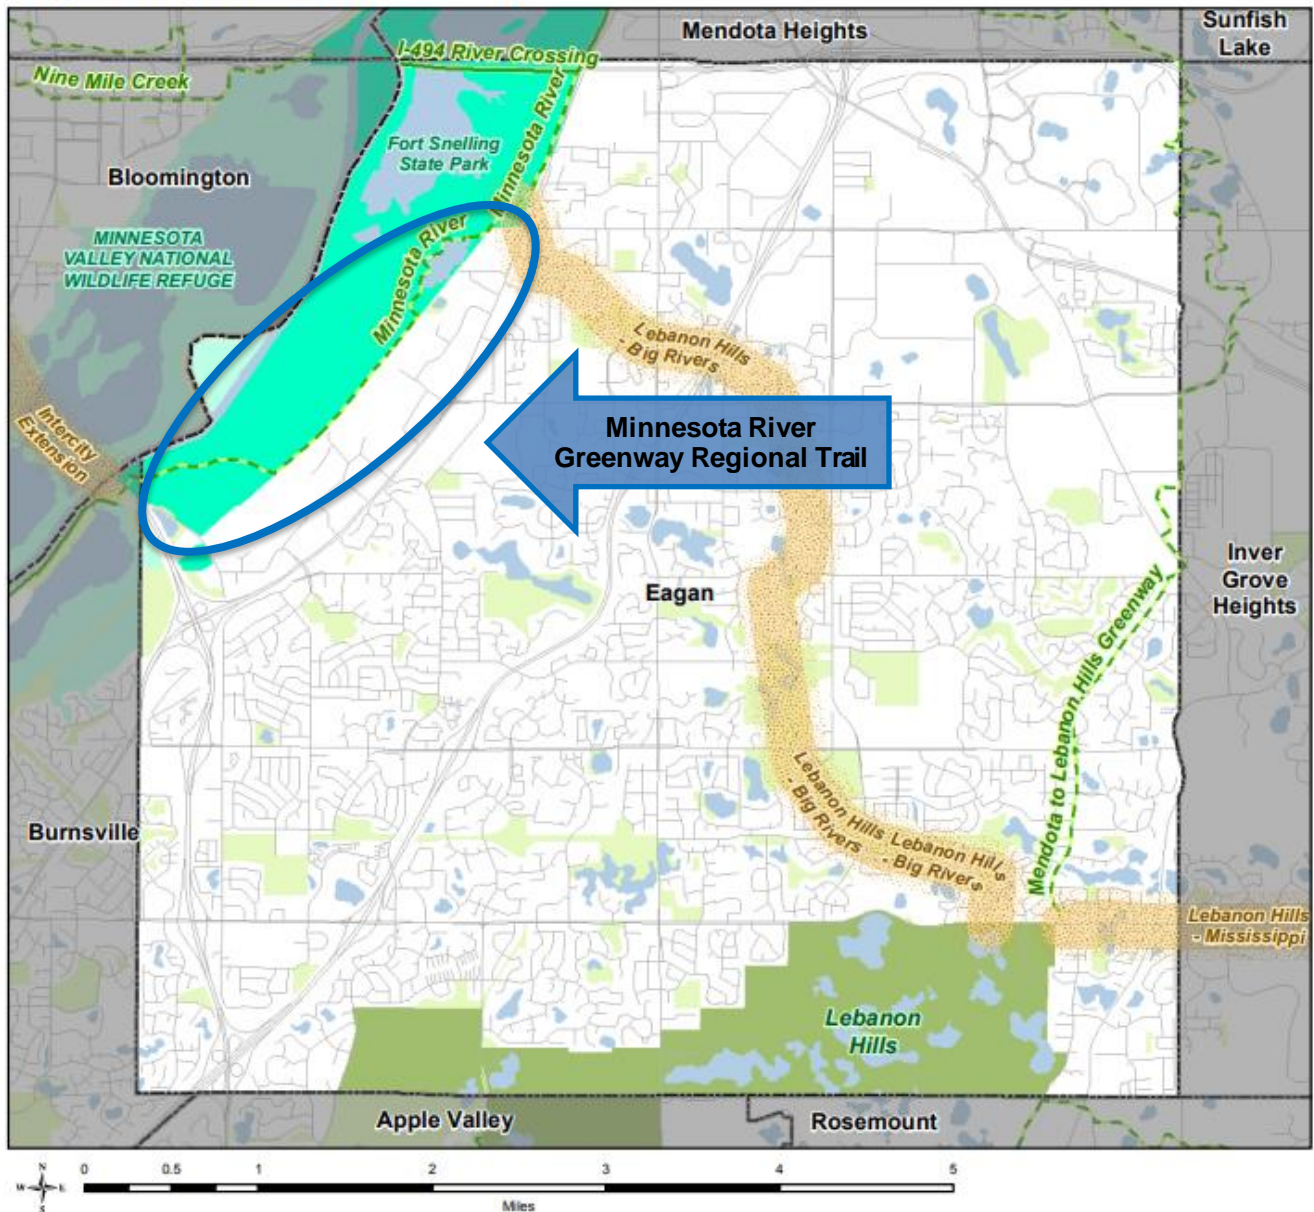 Mendota Heights
Sunfish
Lake
I-494 River Crossing
Nine Mile Creek
Minnesota River
Fort Snelling
State Park
Bloomington
MINNESOTA
VALLEY NATIONAL
WILDLIFE REFUGE
Minnesota River
Lebanon Hills
- Big Rivers
Intercity
Extension
Minnesota River
Greenway Regional Trail
Eagan
Inver
Grove
Heights
Mendota to Lebanon Hills Greenway
Burnsville
Lebanon Hills
- Big Rivers
Lebanon Hills
- Big Rivers
Lebanon Hills
- Mississippi
Lebanon
Hills
Apple Valley
Rosemount
N
W E
S
0 0.5 1 2 3 4 5
Miles